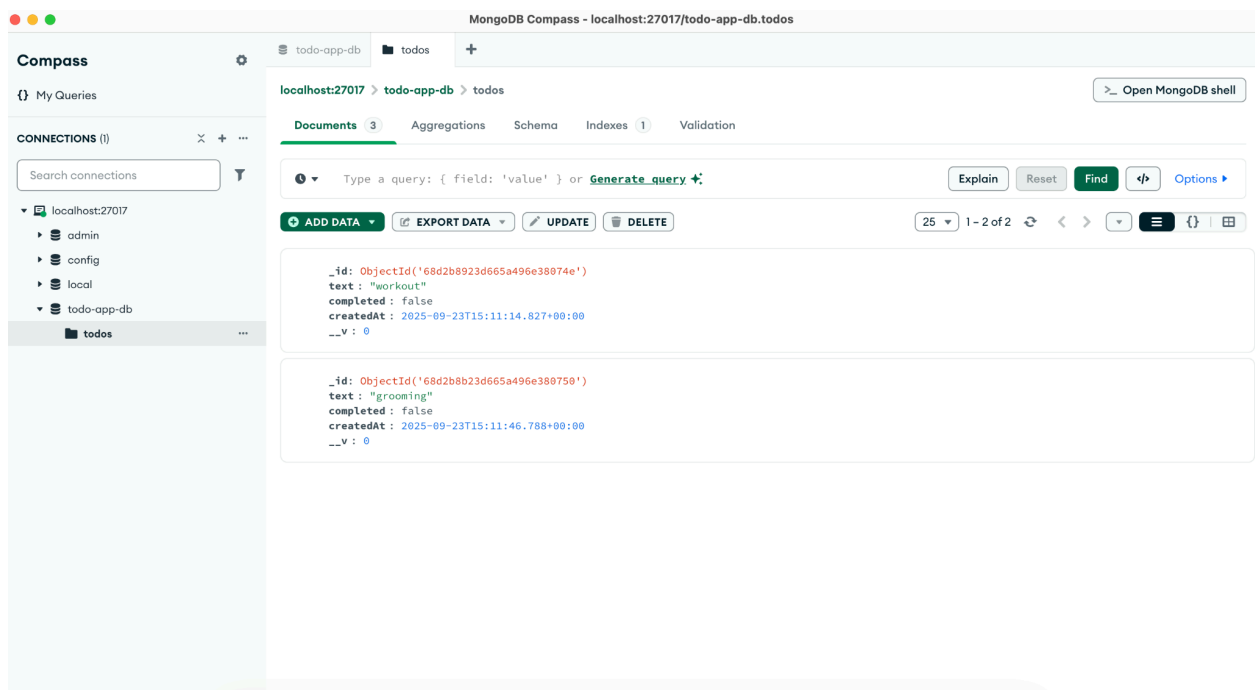 MongoDB Compass - localhost:27017/todo-app-db.todos
Compass
{} My Queries
CONNECTIONS (1)
Search connections
localhost:27017
admin
config
local
todo-app-db
todos
todo-app-db
todos
localhost:27017 > todo-app-db > todos
>_ Open MongoDB shell
Documents 3 Aggregations Schema Indexes 1 Validation
Type a query: { field: 'value' } or Generate query
Explain Reset Find </> Options
ADD DATA EXPORT DATA UPDATE DELETE
25 1 – 2 of 2 {}
_id: ObjectId('68d2b8923d665a496e38074e')
text : "workout"
completed : false
createdAt : 2025-09-23T15:11:14.827+00:00
__v : 0
_id: ObjectId('68d2b8b23d665a496e380750')
text : "grooming"
completed : false
createdAt : 2025-09-23T15:11:46.788+00:00
__v : 0